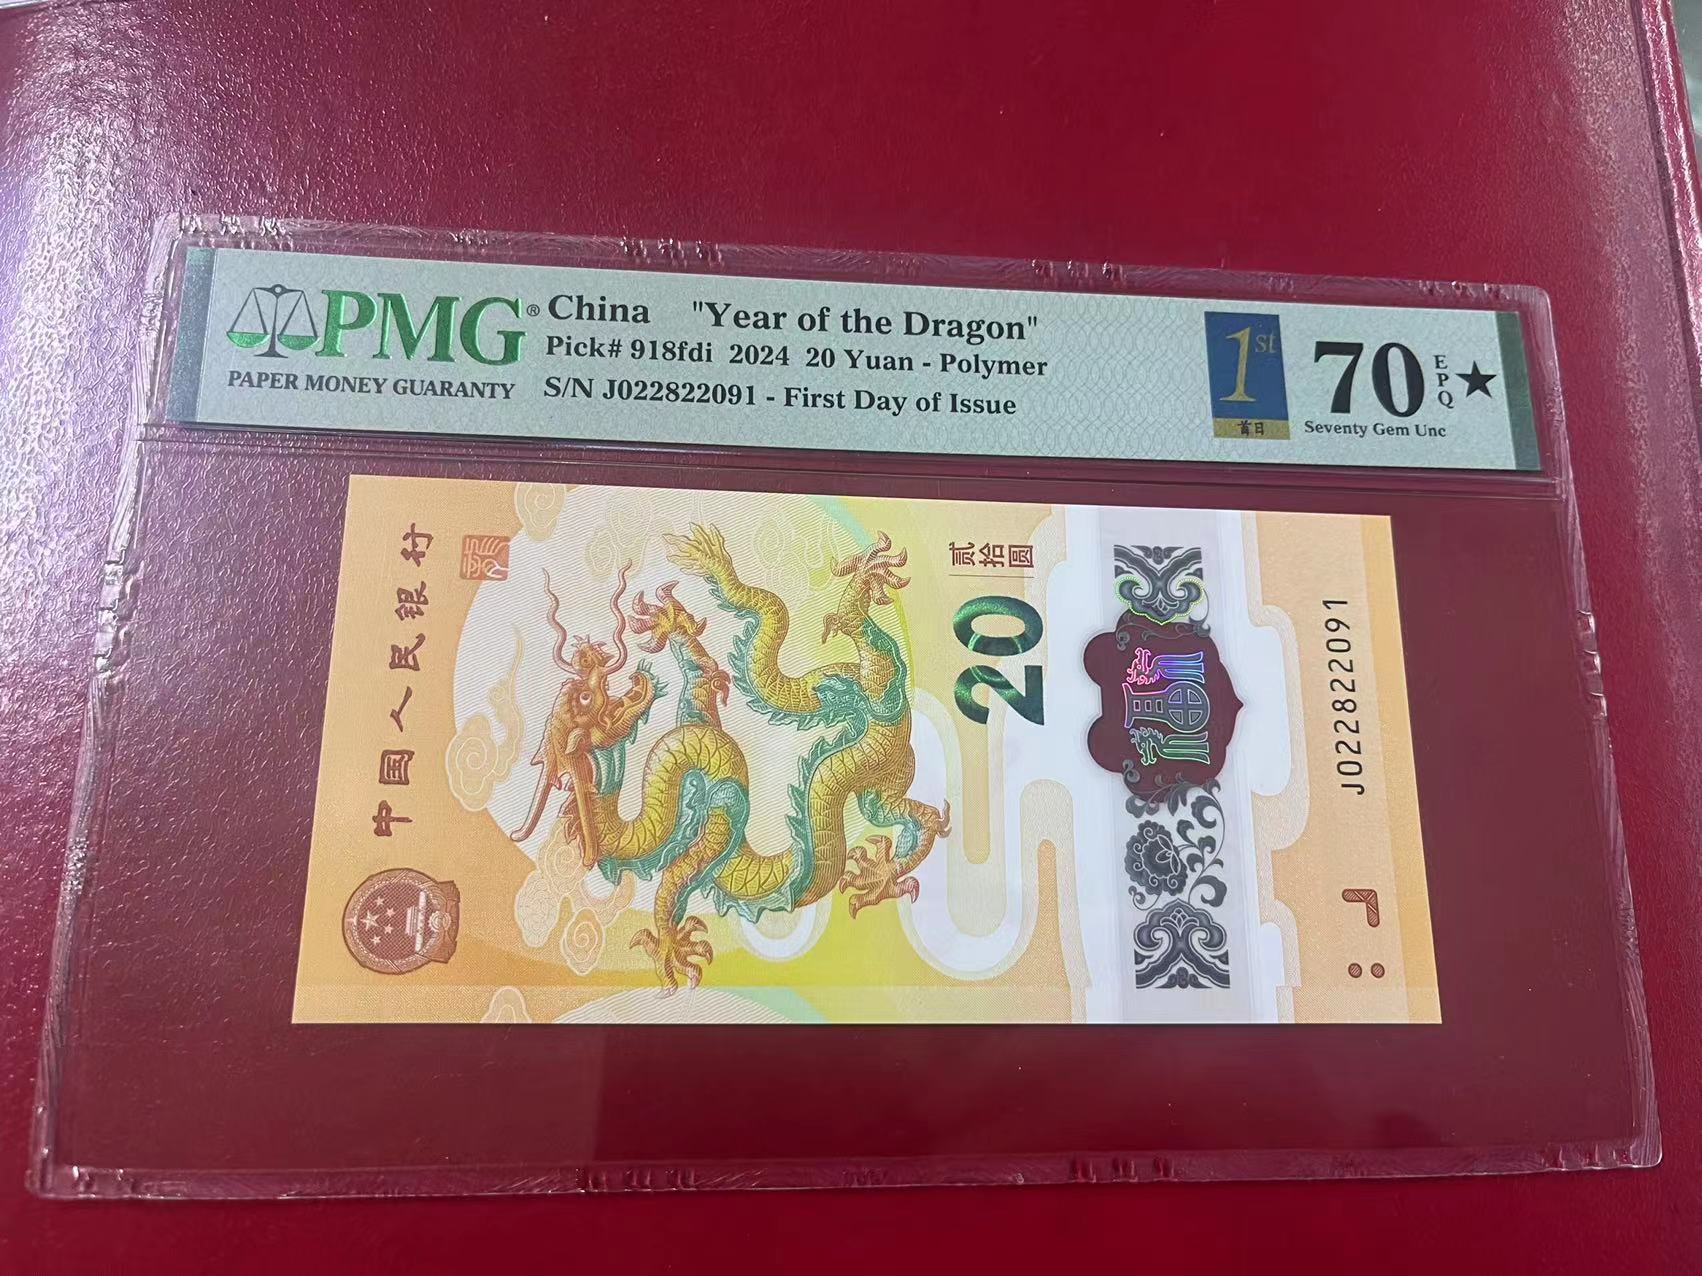 PMG® China "Year of the Dragon"
PAPER MONEY GUARANTY
Pick# 918fdi 2024 20 Yuan - Polymer
S/N J022822091 - First Day of Issue
1st
首日
70 EPQ ★
Seventy Gem Unc
中国人民银行
贰拾圆
20
J022822091